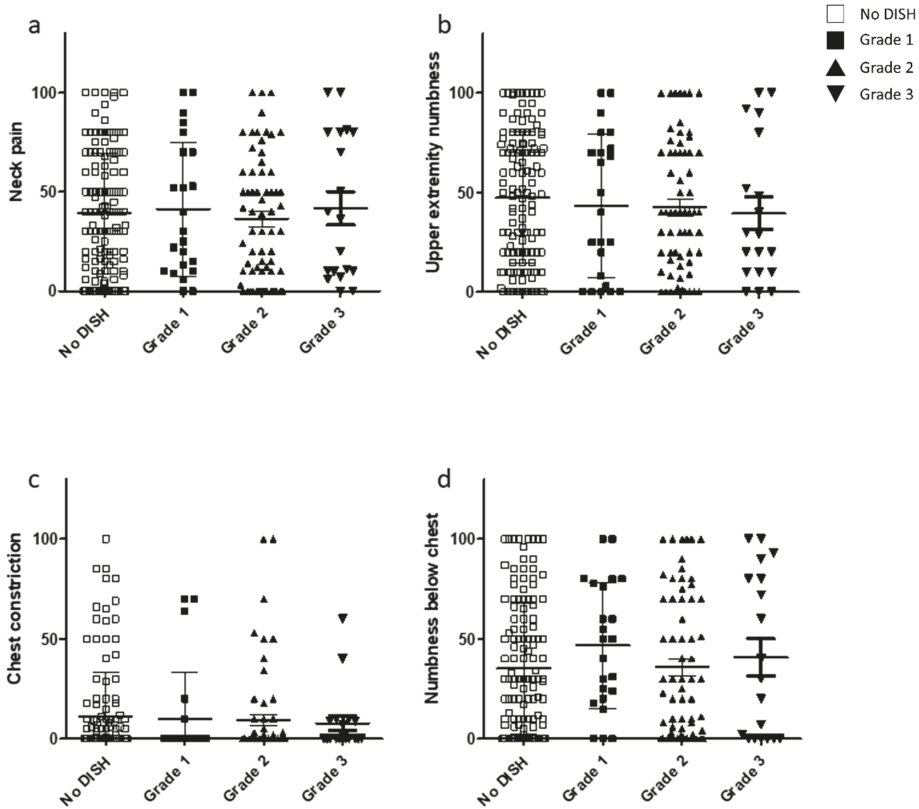 a
Neck pain
100
50
0
No DISH
Grade 1
Grade 2
Grade 3
b
Upper extremity numbness
100
50
0
No DISH
Grade 1
Grade 2
Grade 3
No DISH
Grade 1
Grade 2
Grade 3
c
Chest constriction
100
50
0
No DISH
Grade 1
Grade 2
Grade 3
d
Numbness below chest
100
50
0
No DISH
Grade 1
Grade 2
Grade 3